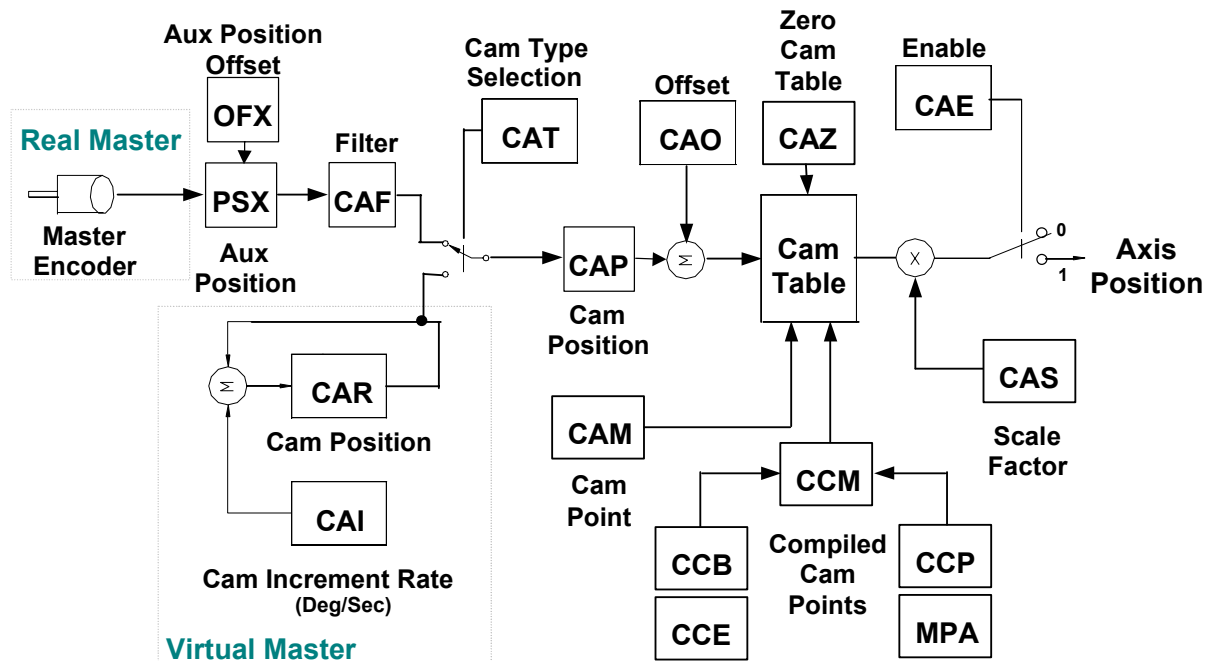 Aux Position
Offset
OFX
Real Master
Master
Encoder
PSX
Aux
Position
Filter
CAF
Cam Type
Selection
CAT
CAP
Cam
Position
Offset
CAO
Σ
Zero
Cam
Table
CAZ
Cam
Table
X
Enable
CAE
0
1
Axis
Position
CAS
Scale
Factor
Σ
CAR
Cam Position
CAI
Cam Increment Rate
(Deg/Sec)
Virtual Master
CAM
Cam
Point
CCM
Compiled
Cam
Points
CCB
CCE
CCP
MPA